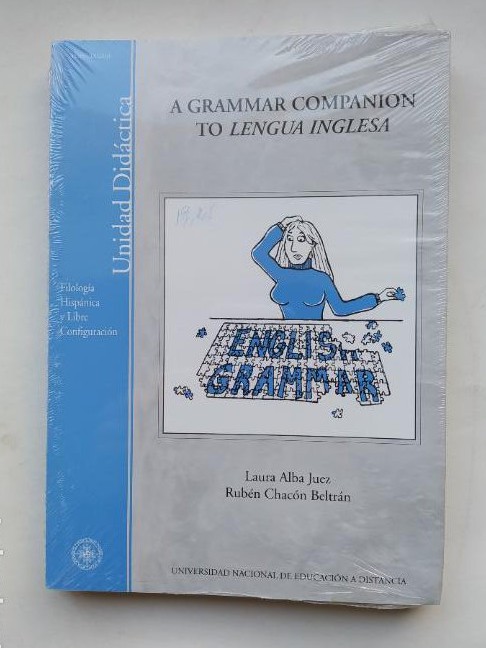 A GRAMMAR COMPANION
TO LENGUA INGLESA
Unidad Didáctica
Filología
Hispánica
y Libre
Configuración
ENGLISH
GRAMMAR
Laura Alba Juez
Rubén Chacón Beltrán
UNIVERSIDAD NACIONAL DE EDUCACIÓN A DISTANCIA